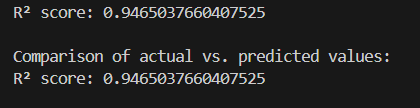 R² score: 0.9465037660407525
Comparison of actual vs. predicted values:
R² score: 0.9465037660407525